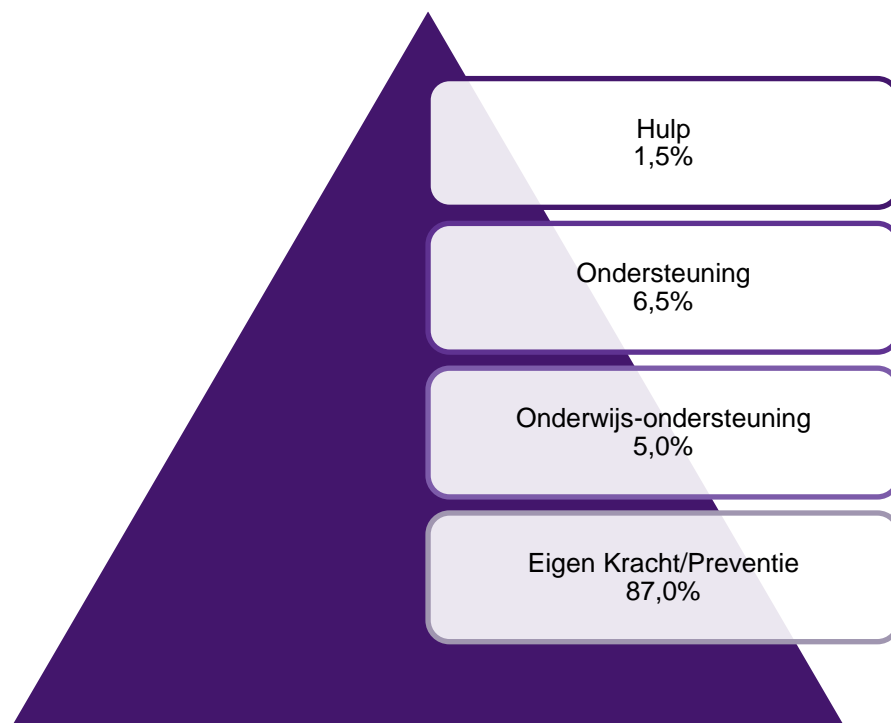 Hulp
1,5%
Ondersteuning
6,5%
Onderwijs-ondersteuning
5,0%
Eigen Kracht/Preventie
87,0%